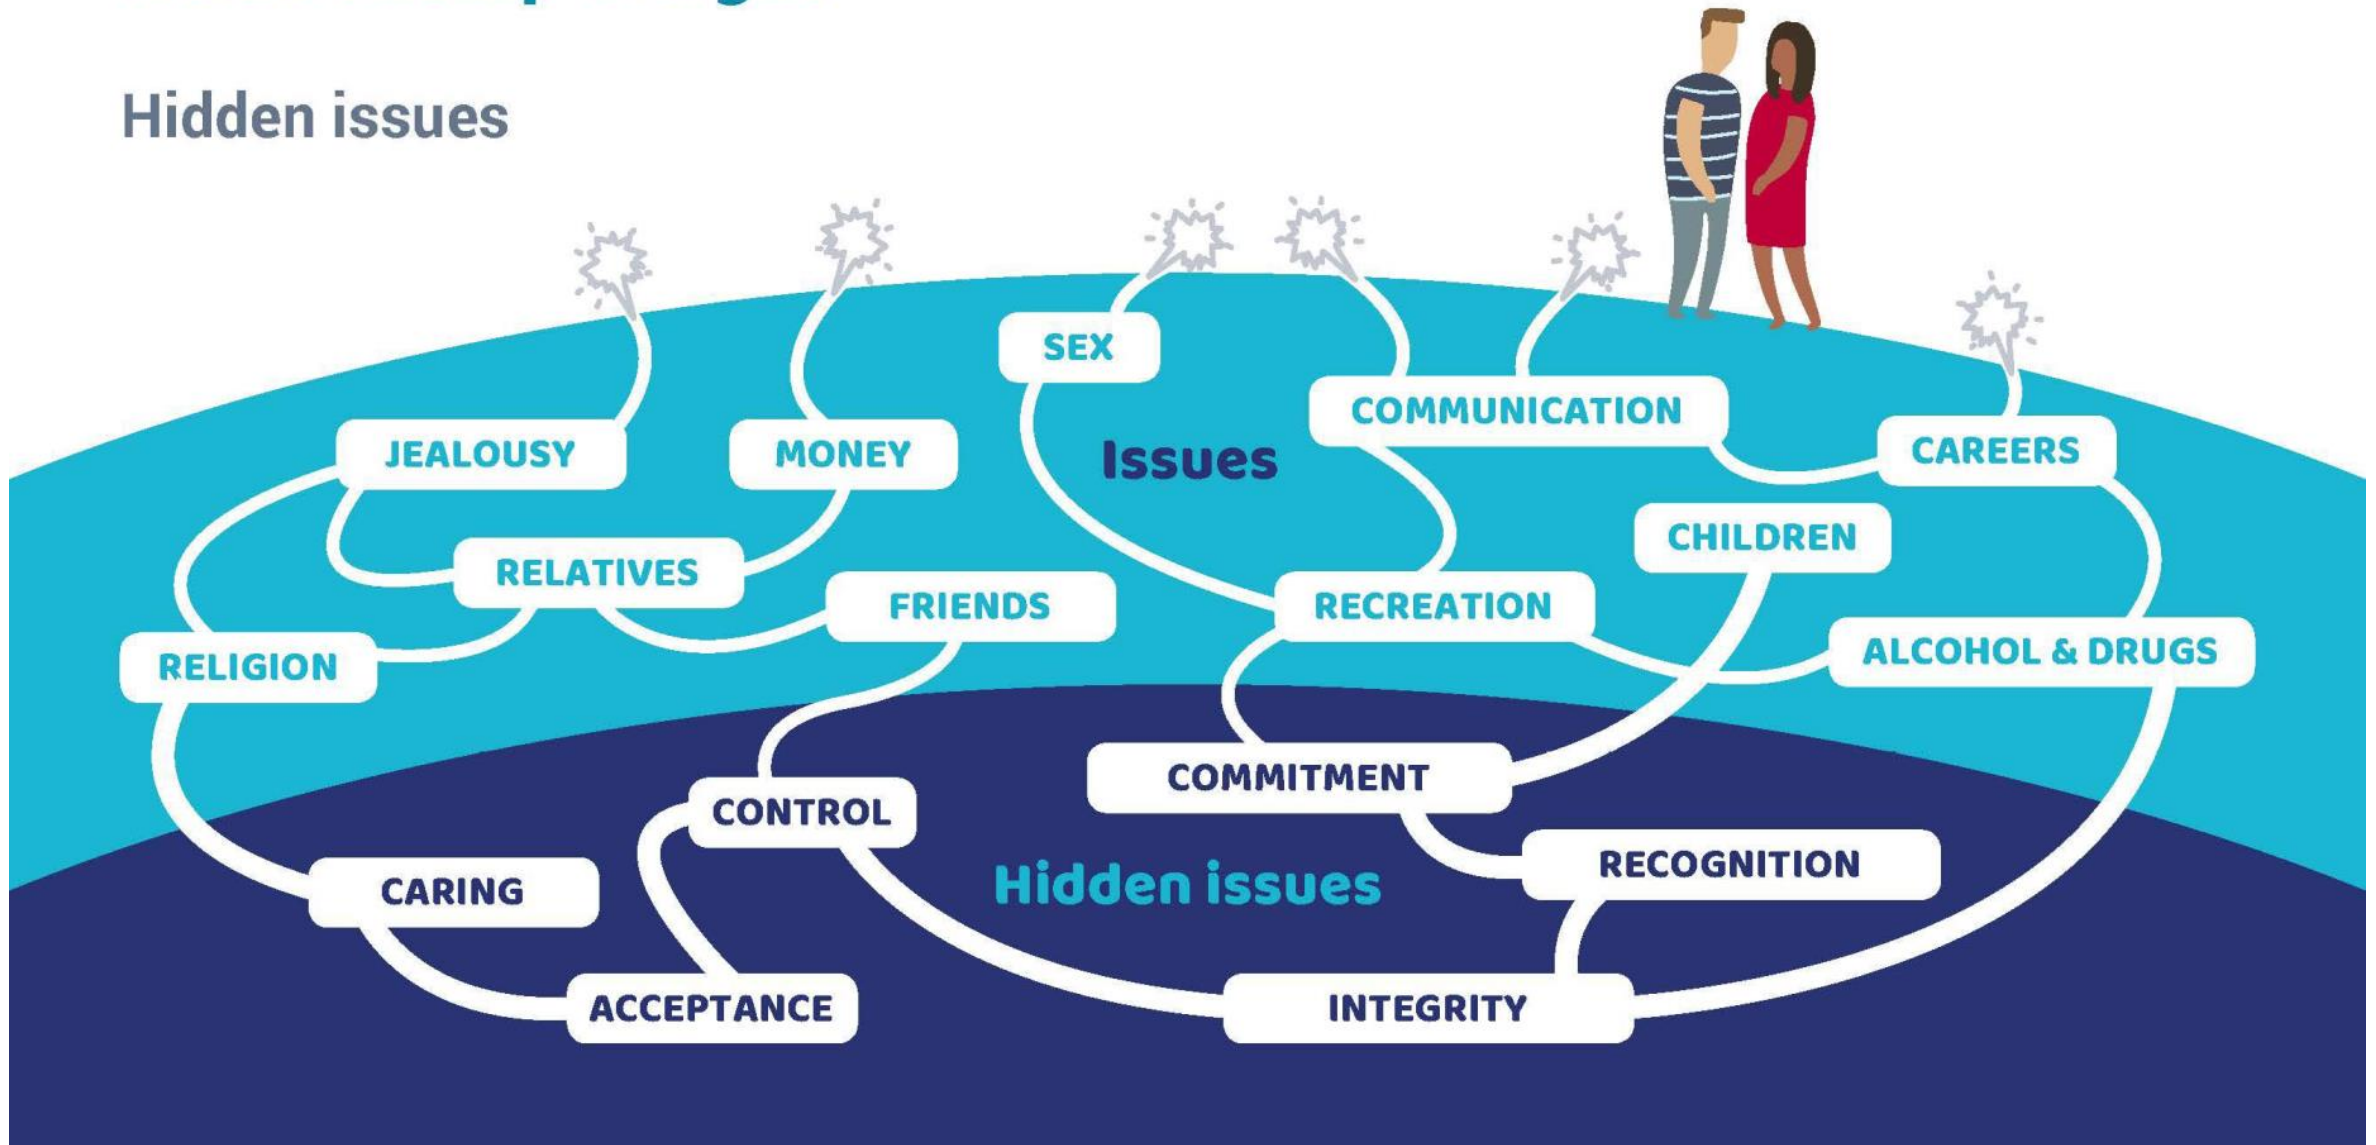 Hidden issues
SEX
COMMUNICATION
JEALOUSY
MONEY
Issues
CAREERS
CHILDREN
RELATIVES
FRIENDS
RECREATION
RELIGION
ALCOHOL & DRUGS
COMMITMENT
CONTROL
RECOGNITION
CARING
Hidden issues
ACCEPTANCE
INTEGRITY